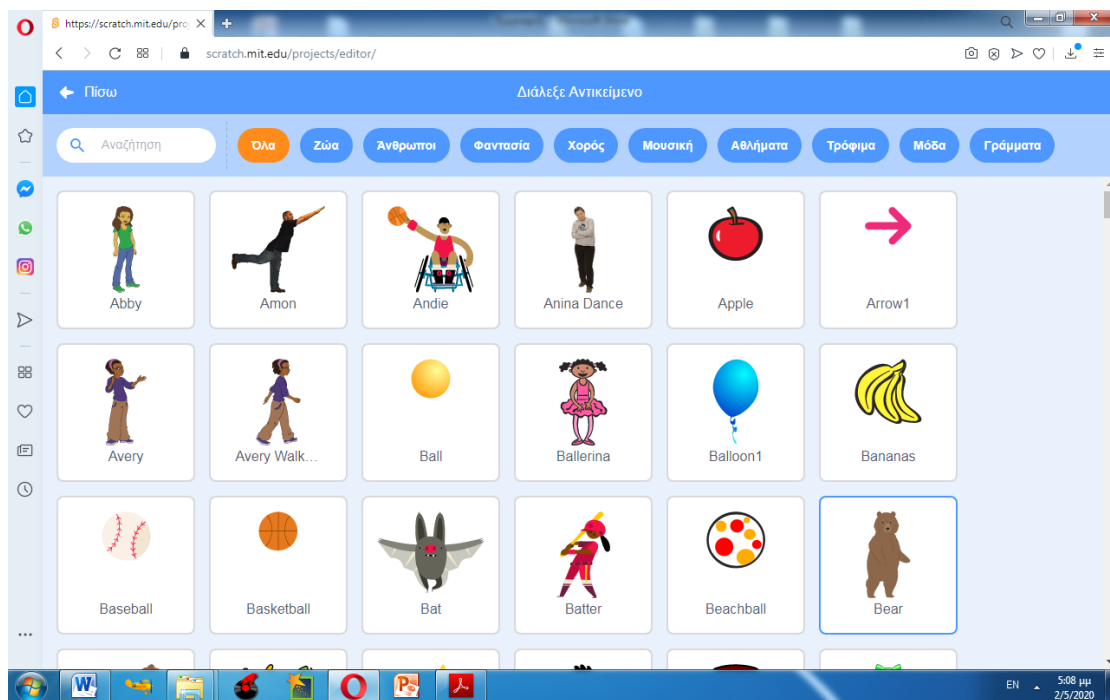 https://scratch.mit.edu/pro
scratch.mit.edu/projects/editor/
Πίσω
Διάλεξε Αντικείμενο
Αναζήτηση
Όλα Ζώα Άνθρωποι Φαντασία Χορός Μουσική Αθλήματα Τρόφιμα Μόδα Γράμματα
Abby Amon Andie Anina Dance Apple Arrow1
Avery Avery Walk... Ball Ballerina Balloon1 Bananas
Baseball Basketball Bat Batter Beachball Bear
EN 5:08 μμ
2/5/2020